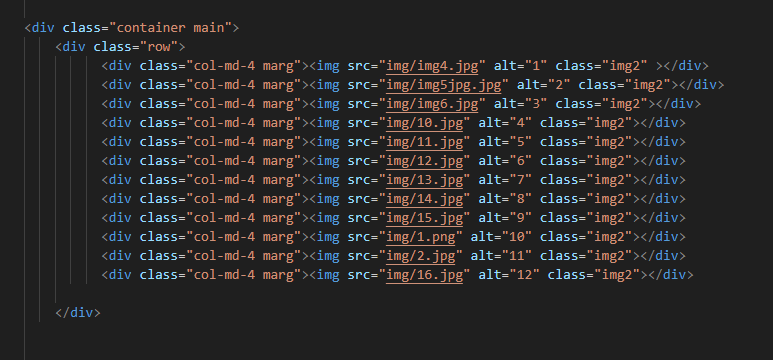 <div class="container main">
<div class="row">
<div class="col-md-4 marg"><img src="img/img4.jpg" alt="1" class="img2" ></div>
<div class="col-md-4 marg"><img src="img/img5jpg.jpg" alt="2" class="img2"></div>
<div class="col-md-4 marg"><img src="img/img6.jpg" alt="3" class="img2"></div>
<div class="col-md-4 marg"><img src="img/10.jpg" alt="4" class="img2"></div>
<div class="col-md-4 marg"><img src="img/11.jpg" alt="5" class="img2"></div>
<div class="col-md-4 marg"><img src="img/12.jpg" alt="6" class="img2"></div>
<div class="col-md-4 marg"><img src="img/13.jpg" alt="7" class="img2"></div>
<div class="col-md-4 marg"><img src="img/14.jpg" alt="8" class="img2"></div>
<div class="col-md-4 marg"><img src="img/15.jpg" alt="9" class="img2"></div>
<div class="col-md-4 marg"><img src="img/1.png" alt="10" class="img2"></div>
<div class="col-md-4 marg"><img src="img/2.jpg" alt="11" class="img2"></div>
<div class="col-md-4 marg"><img src="img/16.jpg" alt="12" class="img2"></div>
</div>